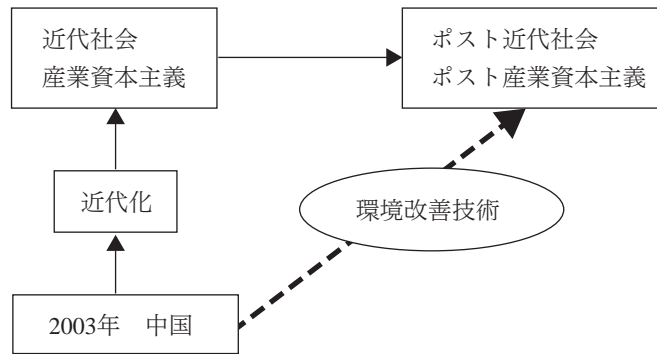 近代社会
産業資本主義
ポスト近代社会
ポスト産業資本主義
近代化
環境改善技術
2003年　中国